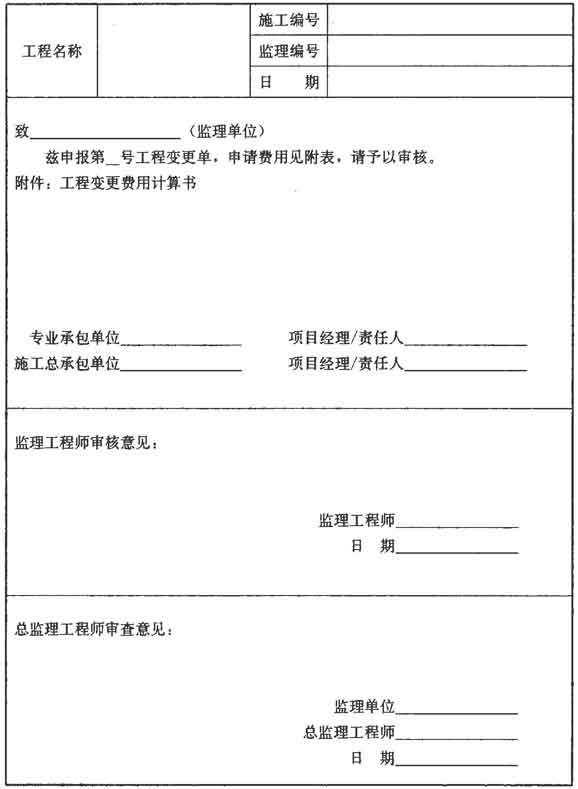 工程名称
施工编号
监理编号
日 期
致____________________（监理单位）
兹申报第__号工程变更单，申请费用见附表，请予以审核。
附件：工程变更费用计算书
专业承包单位________________ 项目经理/责任人________________
施工总承包单位________________ 项目经理/责任人________________
监理工程师审核意见：
监理工程师________________
日 期________________
总监理工程师审查意见：
监理单位________________
总监理工程师________________
日 期________________